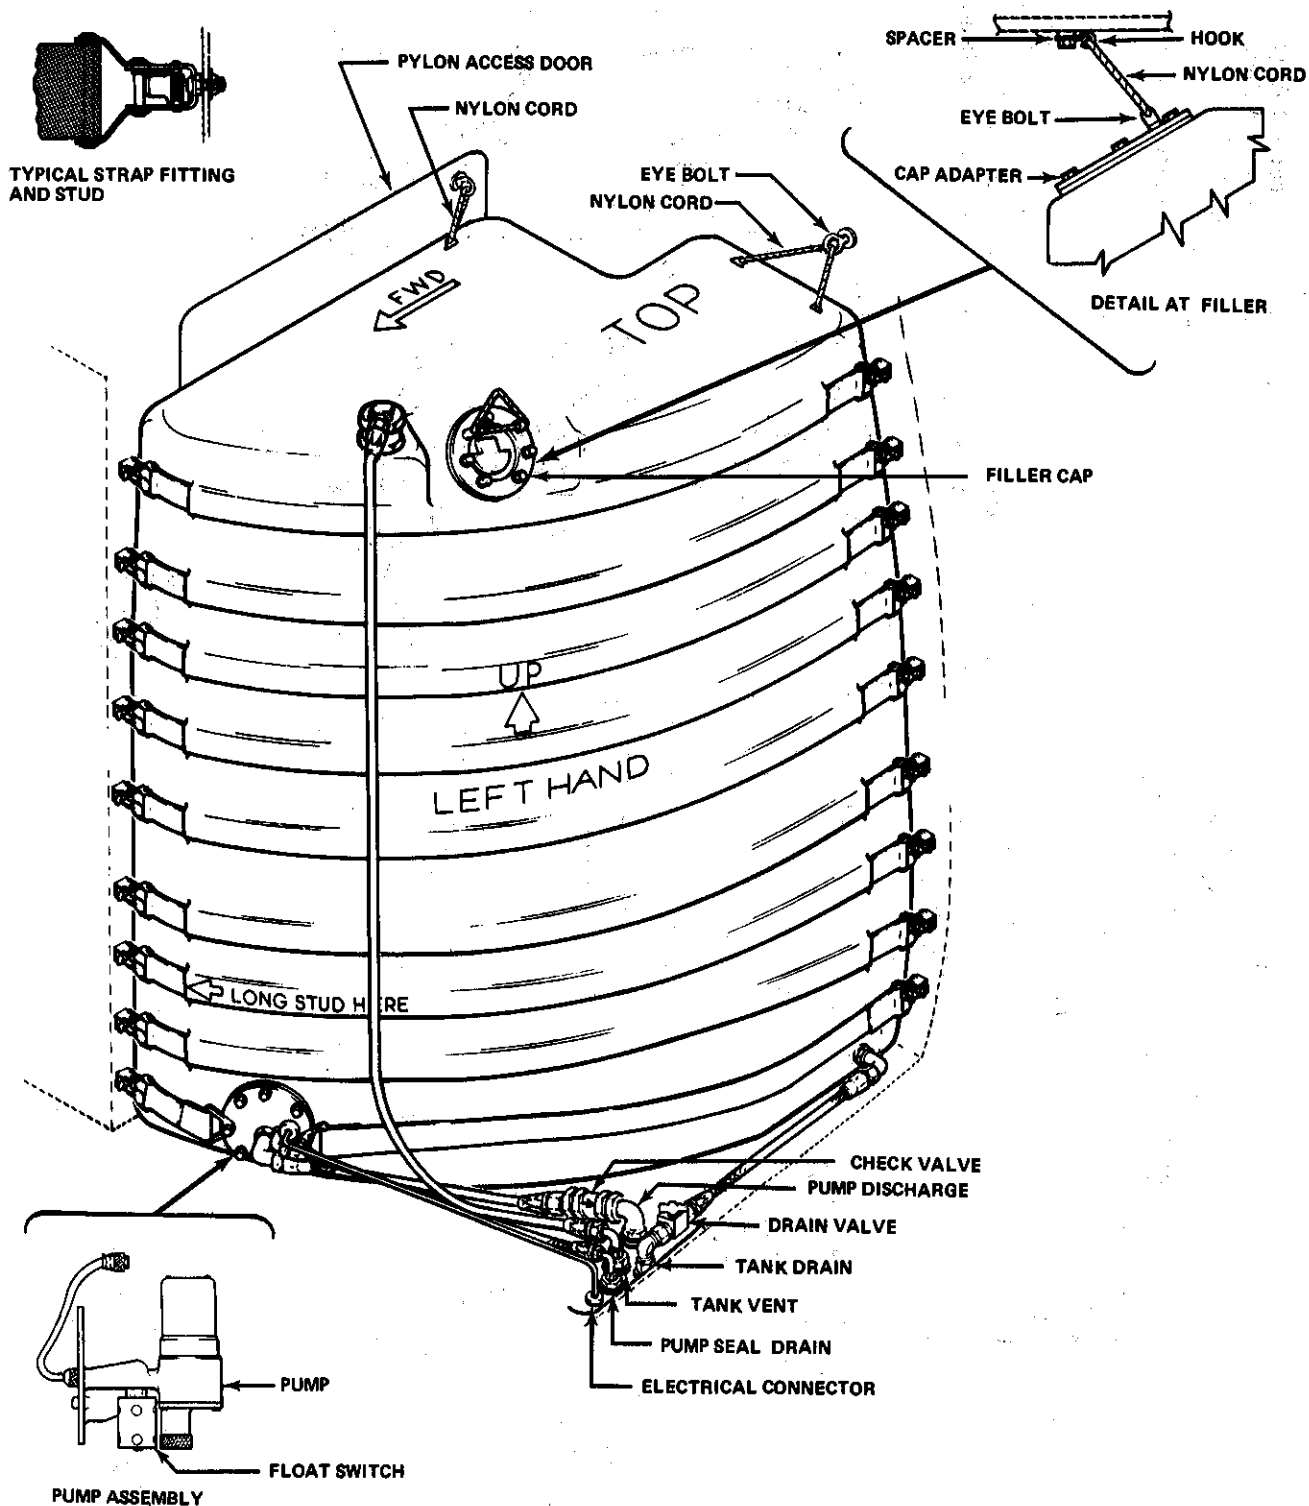 SPACER
HOOK
NYLON CORD
EYE BOLT
CAP ADAPTER
DETAIL AT FILLER
PYLON ACCESS DOOR
NYLON CORD
TYPICAL STRAP FITTING
AND STUD
EYE BOLT
NYLON CORD
FWD
TOP
FILLER CAP
UP
LEFT HAND
LONG STUD HERE
CHECK VALVE
PUMP DISCHARGE
DRAIN VALVE
TANK DRAIN
TANK VENT
PUMP SEAL DRAIN
ELECTRICAL CONNECTOR
PUMP
FLOAT SWITCH
PUMP ASSEMBLY